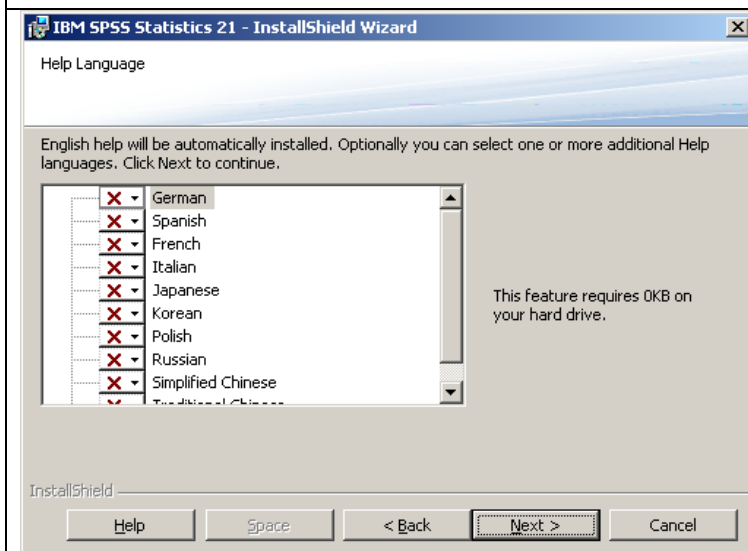 IBM SPSS Statistics 21 - InstallShield Wizard
Help Language
English help will be automatically installed. Optionally you can select one or more additional Help
languages. Click Next to continue.
German
Spanish
French
Italian
Japanese
Korean
Polish
Russian
Simplified Chinese
Traditional Chinese
This feature requires 0KB on
your hard drive.
InstallShield
Help
Space
< Back
Next >
Cancel